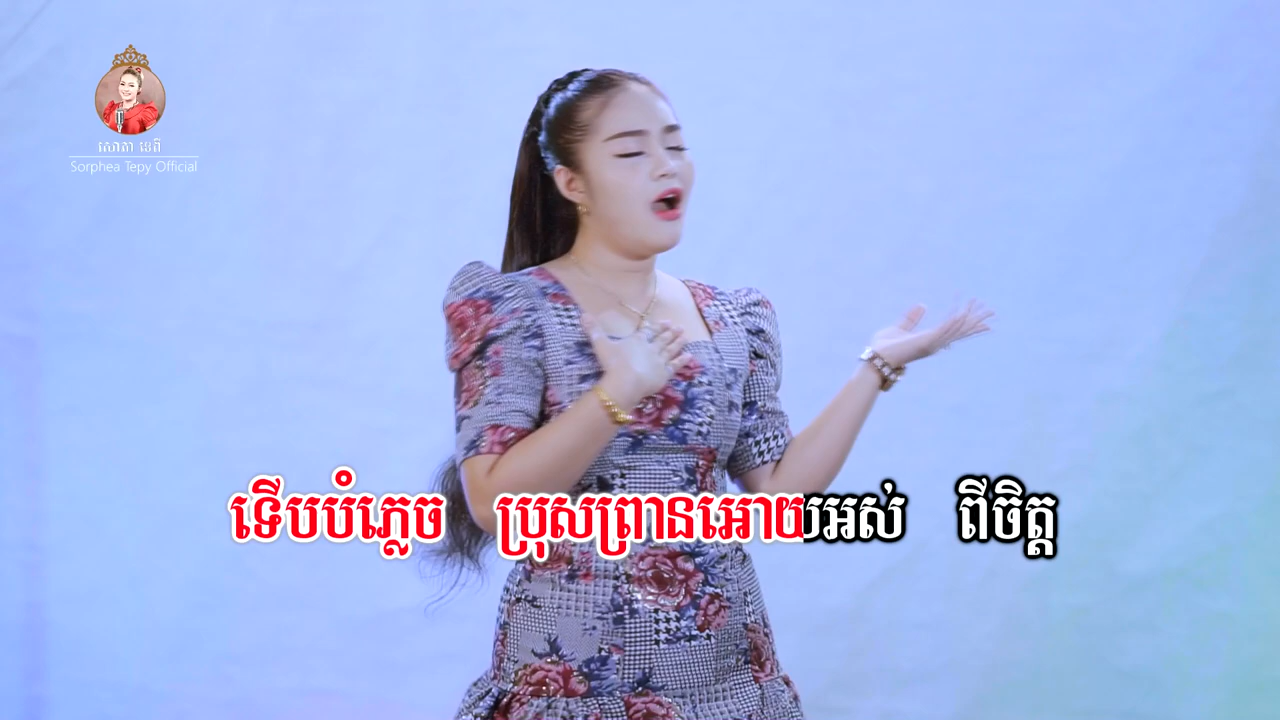 សោភា ទេពី
Sorphea Tepy Official
ទើបបំភ្លេច ប្រុសព្រានអោយអស់ ពីចិត្ត